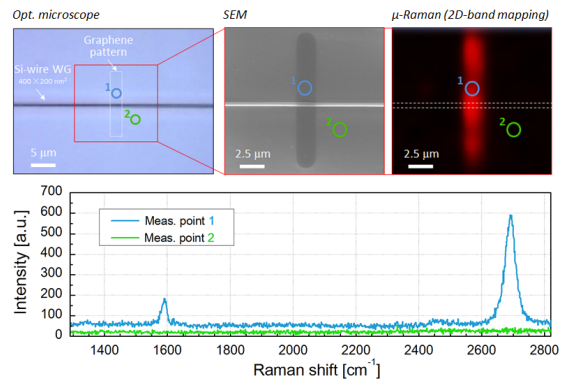 Opt. microscope
SEM
μ-Raman (2D-band mapping)
Graphene
pattern
Si-wire WG
400×200 nm²
1
2
5 μm
1
2
2.5 μm
1
2
2.5 μm
700
600
500
400
300
200
100
0
Intensity [a.u.]
Meas. point 1
Meas. point 2
1400 1600 1800 2000 2200 2400 2600 2800
Raman shift [cm⁻¹]